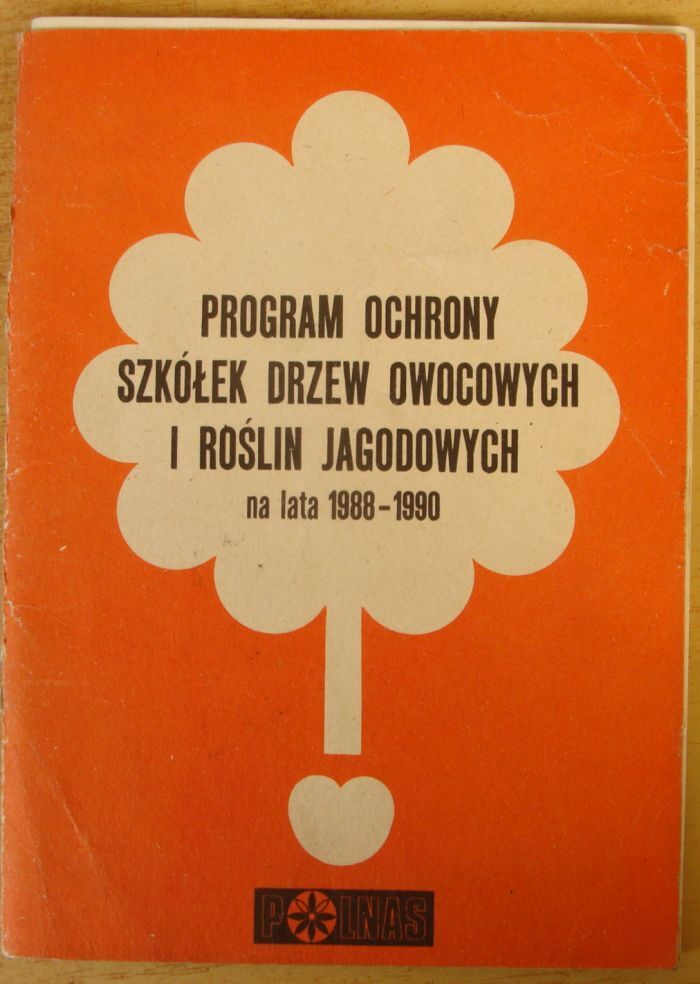 PROGRAM OCHRONY
SZKÓŁEK DRZEW OWOCOWYCH
I ROŚLIN JAGODOWYCH
na lata 1988-1990
POLNAS